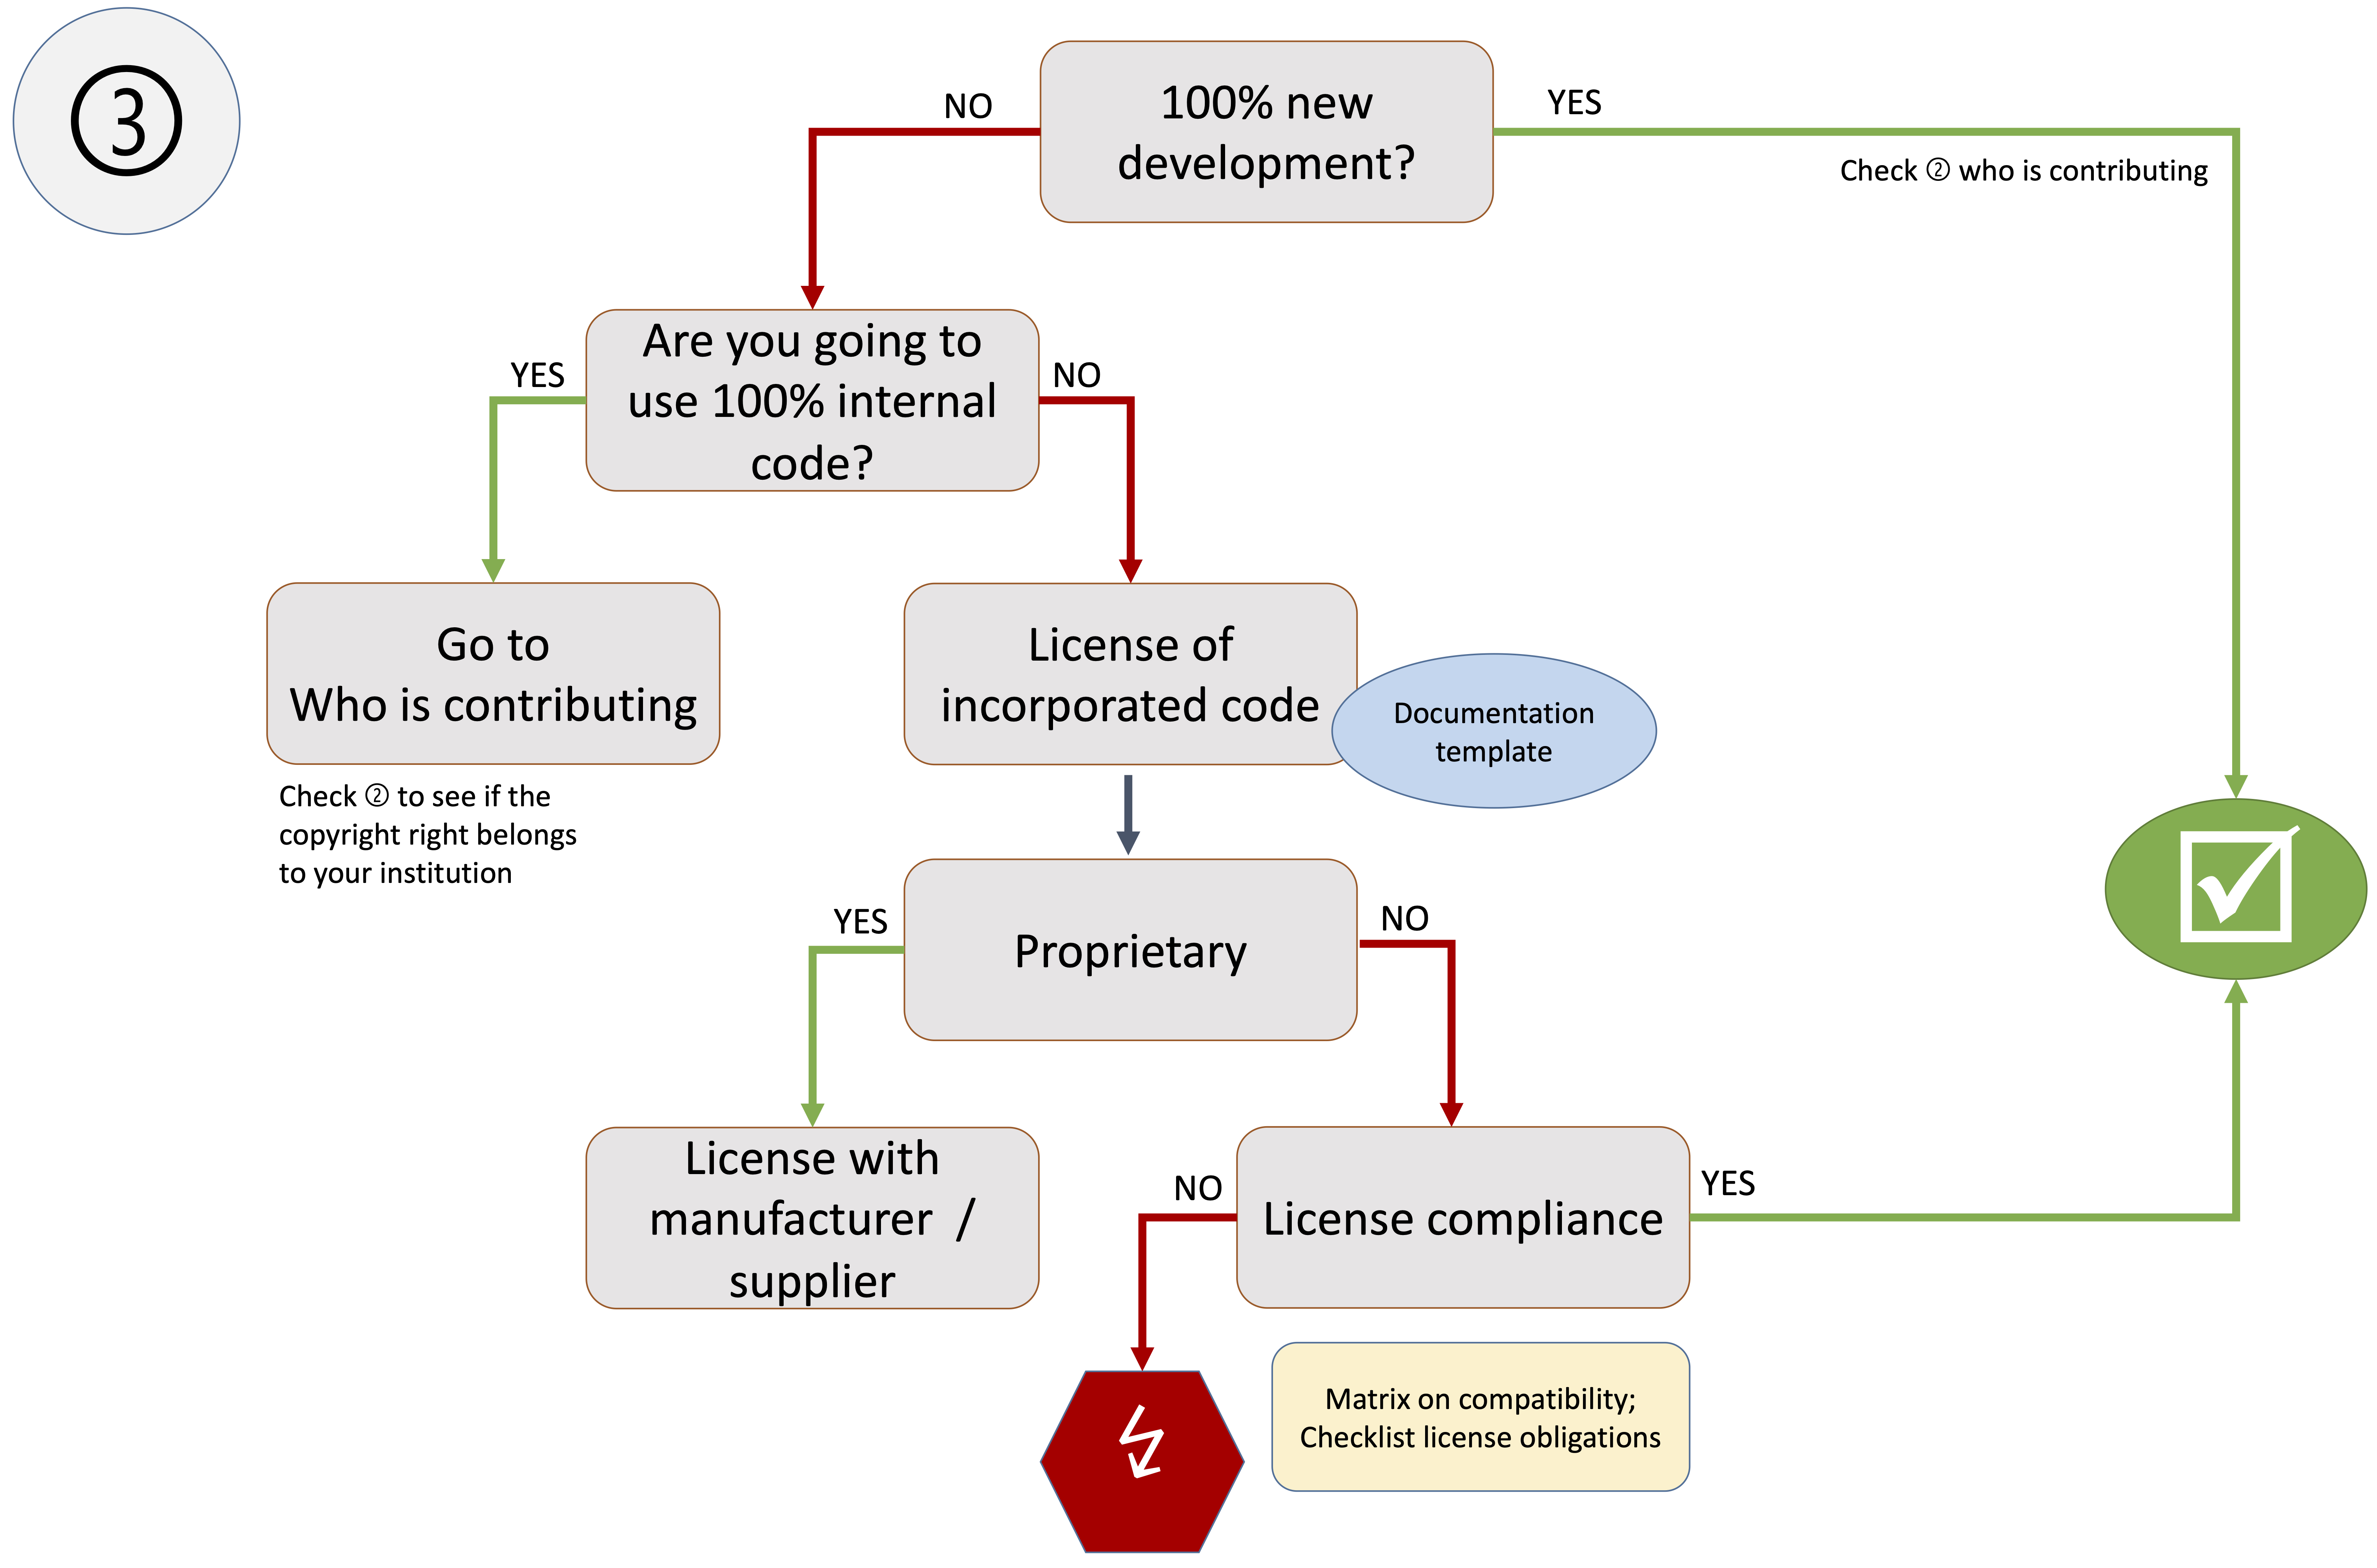 ③
100% new
development?
NO
YES
Check ② who is contributing
Are you going to
use 100% internal
code?
YES
NO
Go to
Who is contributing
License of
incorporated code
Documentation
template
Check ② to see if the
copyright right belongs
to your institution
Proprietary
YES
NO
License with
manufacturer /
supplier
License compliance
NO
YES
Matrix on compatibility;
Checklist license obligations